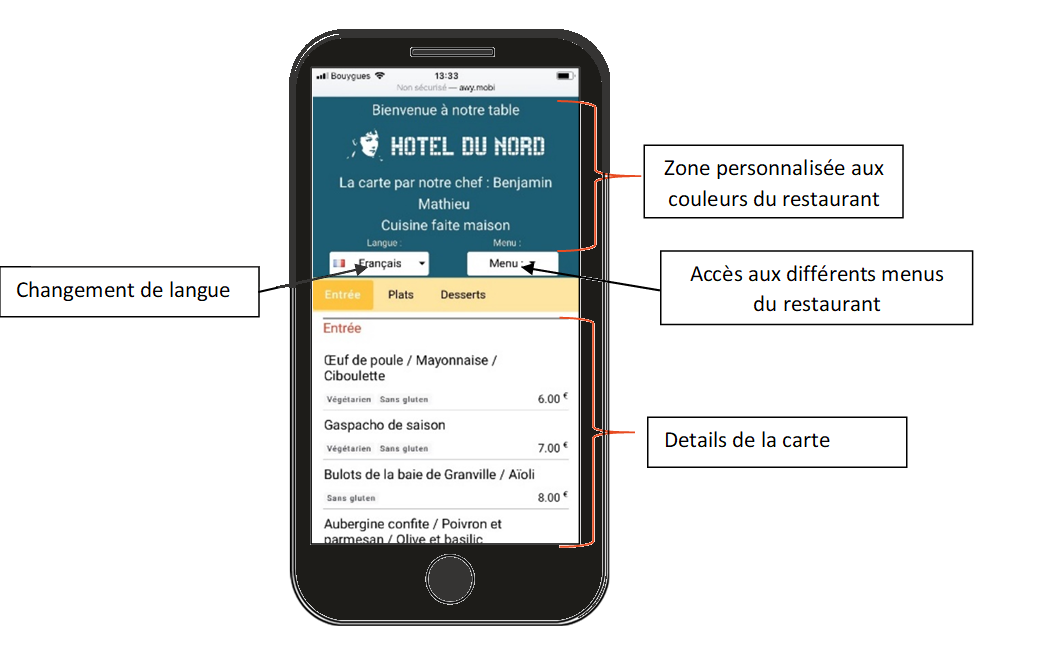 Bouygues 13:33
Non sécurisé — awy.mobi
Bienvenue à notre table
HOTEL DU NORD
La carte par notre chef : Benjamin
Mathieu
Cuisine faite maison
Langue : Menu :
Français Menu :
Entrée Plats Desserts
Entrée
Œuf de poule / Mayonnaise /
Ciboulette
Végétarien Sans gluten 6.00 €
Gaspacho de saison
Végétarien Sans gluten 7.00 €
Bulots de la baie de Granville / Aïoli
Sans gluten 8.00 €
Aubergine confite / Poivron et
parmesan / Olive et basilic
Zone personnalisée aux
couleurs du restaurant
Changement de langue
Accès aux différents menus
du restaurant
Details de la carte